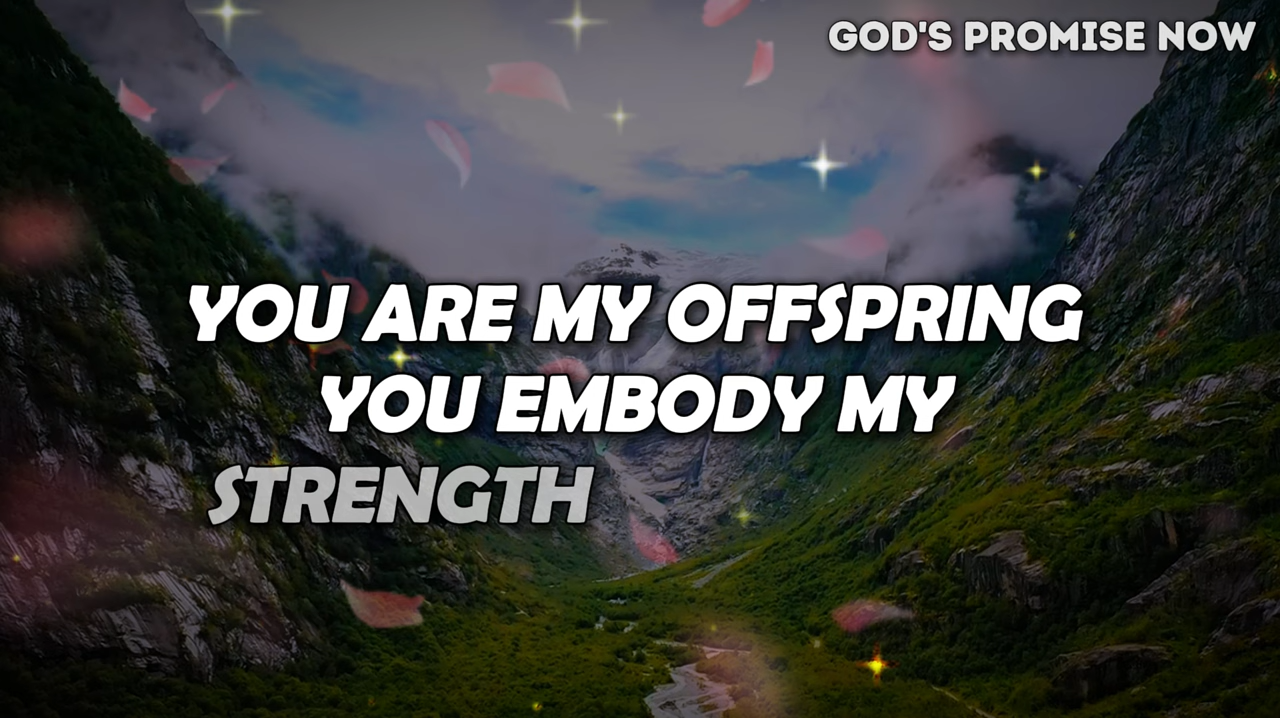 GOD'S PROMISE NOW
YOU ARE MY OFFSPRING
YOU EMBODY MY
STRENGTH